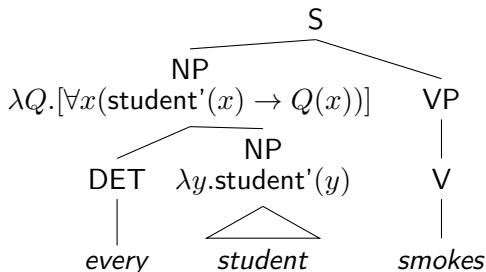 S
NP
λQ.[∀x(student'(x) → Q(x))] VP
NP
DET λy.student'(y) V
every student smokes